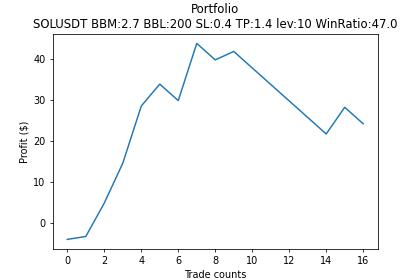 Portfolio
SOLUSDT BBM:2.7 BBL:200 SL:0.4 TP:1.4 lev:10 WinRatio:47.0
Profit ($)
40
30
20
10
0
0 2 4 6 8 10 12 14 16
Trade counts